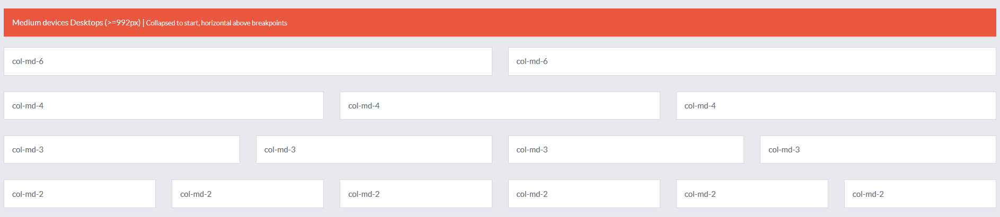 Medium devices Desktops (>=992px) | Collapsed to start, horizontal above breakpoints
col-md-6 col-md-6
col-md-4 col-md-4 col-md-4
col-md-3 col-md-3 col-md-3 col-md-3
col-md-2 col-md-2 col-md-2 col-md-2 col-md-2 col-md-2